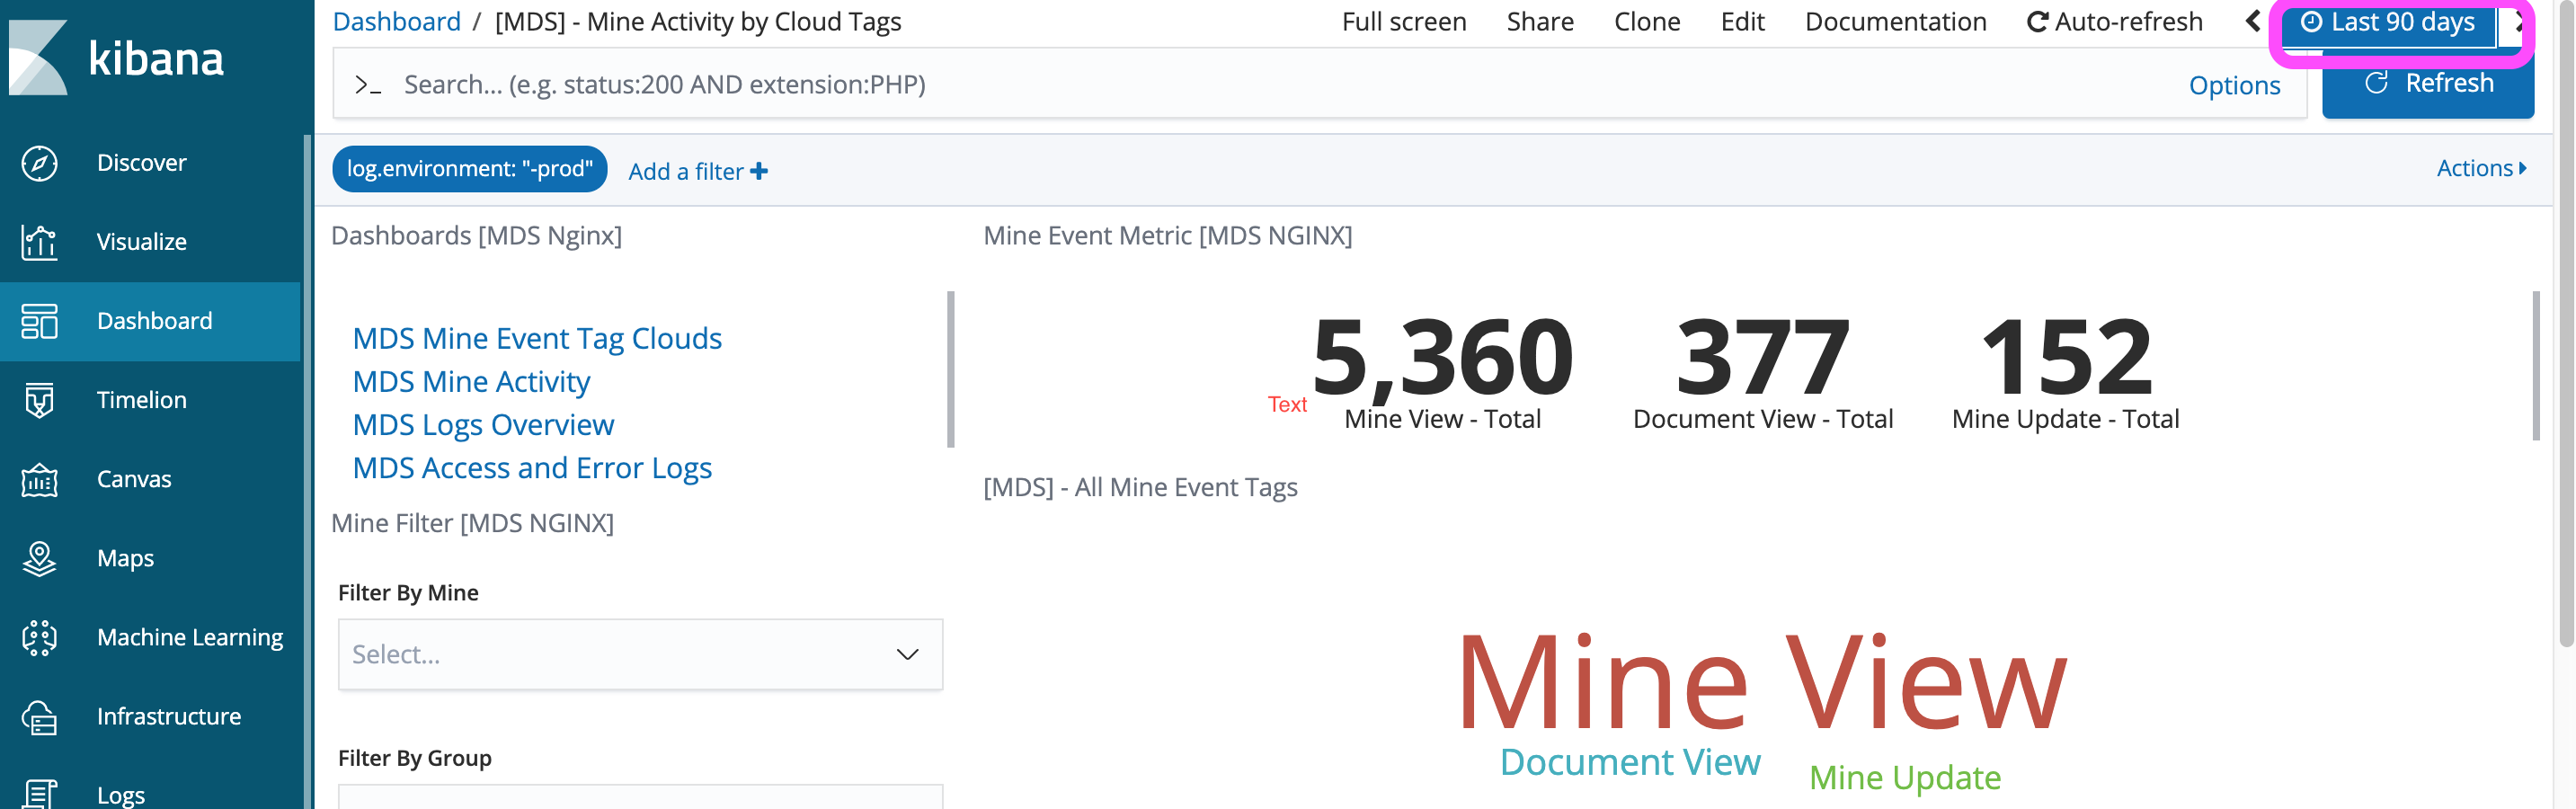 kibana
Discover
Visualize
Dashboard
Timelion
Canvas
Maps
Machine Learning
Infrastructure
Logs
Dashboard / [MDS] - Mine Activity by Cloud Tags
Full screen Share Clone Edit Documentation Auto-refresh Last 90 days
>_ Search... (e.g. status:200 AND extension:PHP) Options Refresh
log.environment: "-prod" Add a filter + Actions
Dashboards [MDS Nginx]
MDS Mine Event Tag Clouds
MDS Mine Activity
MDS Logs Overview
MDS Access and Error Logs
Mine Filter [MDS NGINX]
Filter By Mine
Select...
Filter By Group
Mine Event Metric [MDS NGINX]
5,360 377 152
Text
Mine View - Total Document View - Total Mine Update - Total
[MDS] - All Mine Event Tags
Mine View
Document View
Mine Update